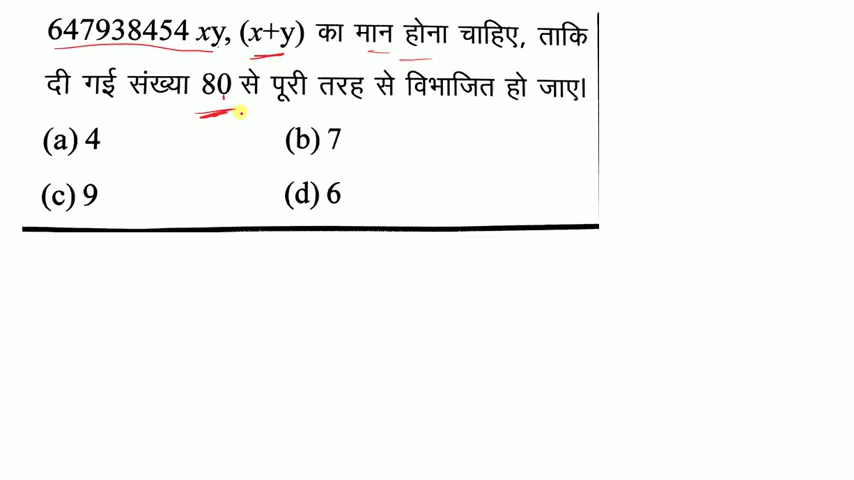 647938454 xy, (x+y) का मान होना चाहिए, ताकि
दी गई संख्या 80 से पूरी तरह से विभाजित हो जाए।
(a) 4 (b) 7
(c) 9 (d) 6